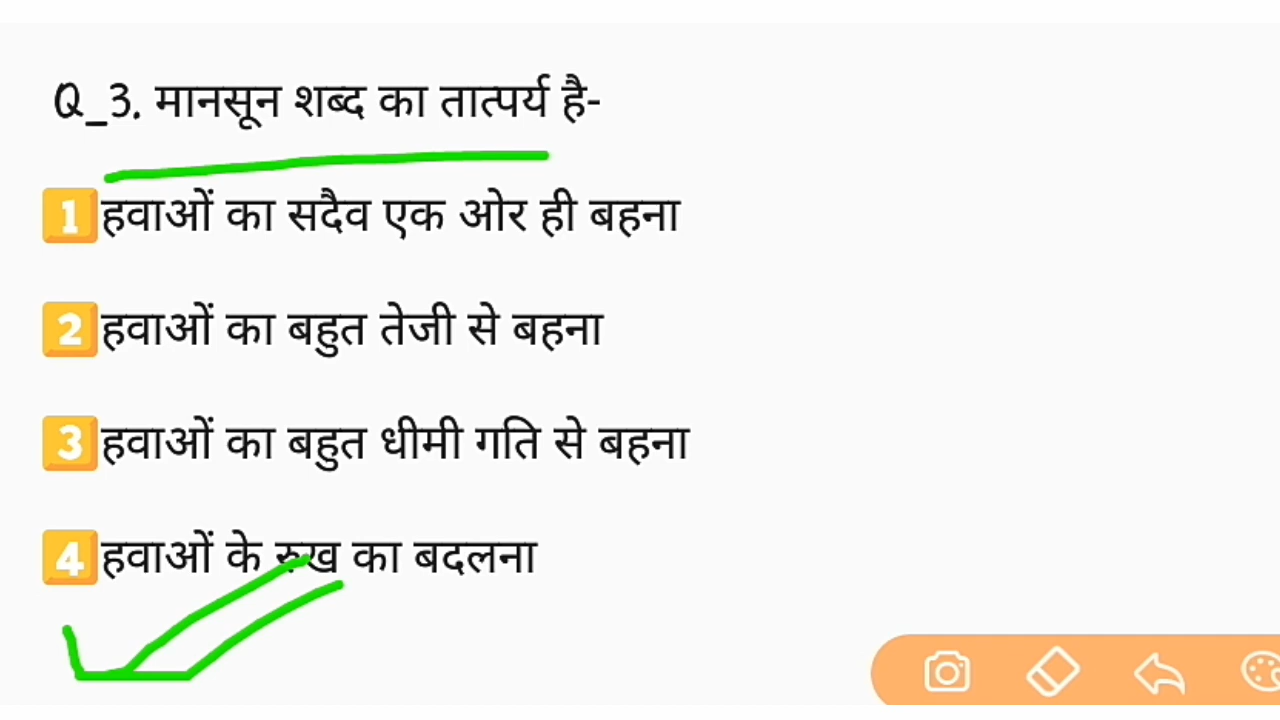 Q_3. मानसून शब्द का तात्पर्य है-
1 हवाओं का सदैव एक ओर ही बहना
2 हवाओं का बहुत तेजी से बहना
3 हवाओं का बहुत धीमी गति से बहना
4 हवाओं के रुख का बदलना